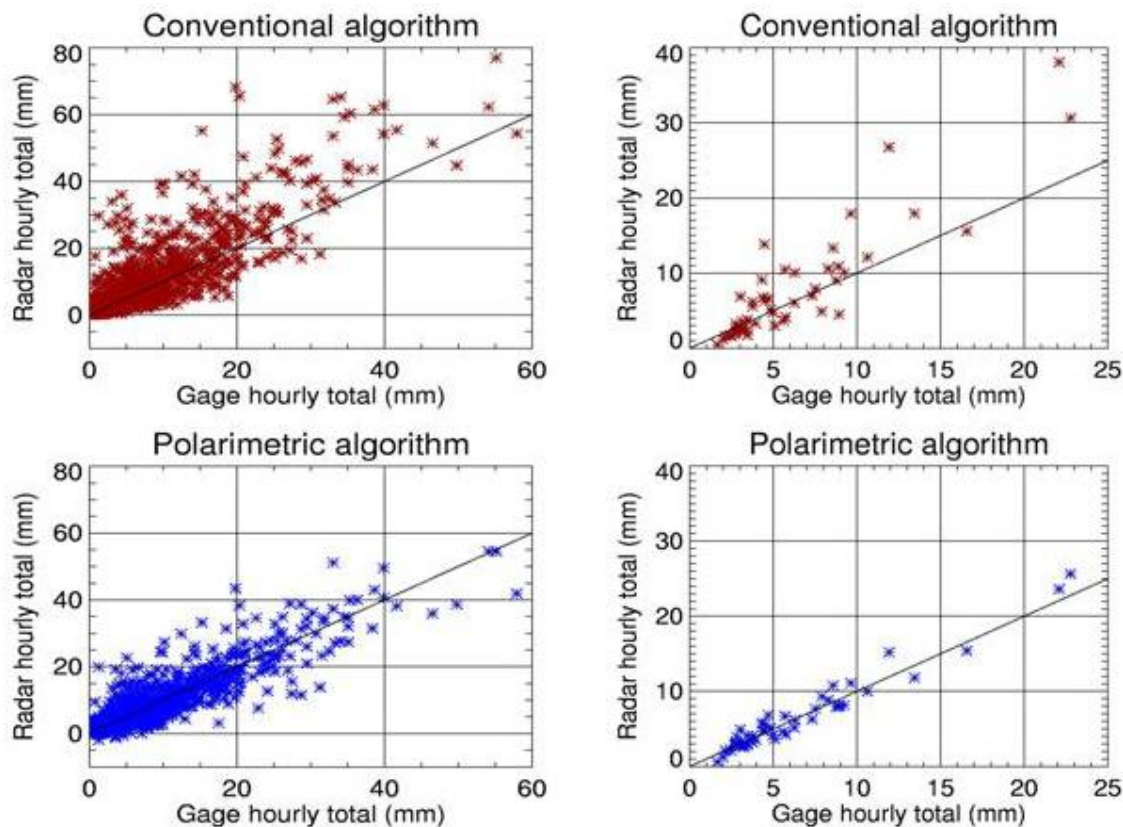 Conventional algorithm
Radar hourly total (mm)
80
60
40
20
0
0 20 40 60
Gage hourly total (mm)
Conventional algorithm
Radar hourly total (mm)
40
30
20
10
0
0 5 10 15 20 25
Gage hourly total (mm)
Polarimetric algorithm
Radar hourly total (mm)
80
60
40
20
0
0 20 40 60
Gage hourly total (mm)
Polarimetric algorithm
Radar hourly total (mm)
40
30
20
10
0
0 5 10 15 20 25
Gage hourly total (mm)